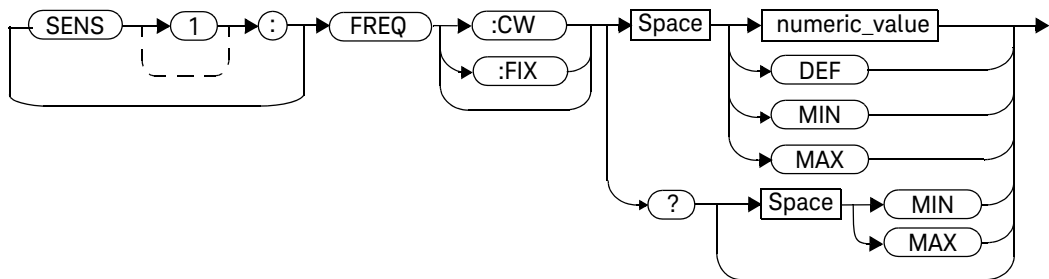 SENS 1 : FREQ :CW Space numeric_value
:FIX DEF
MIN
MAX
? Space MIN
MAX